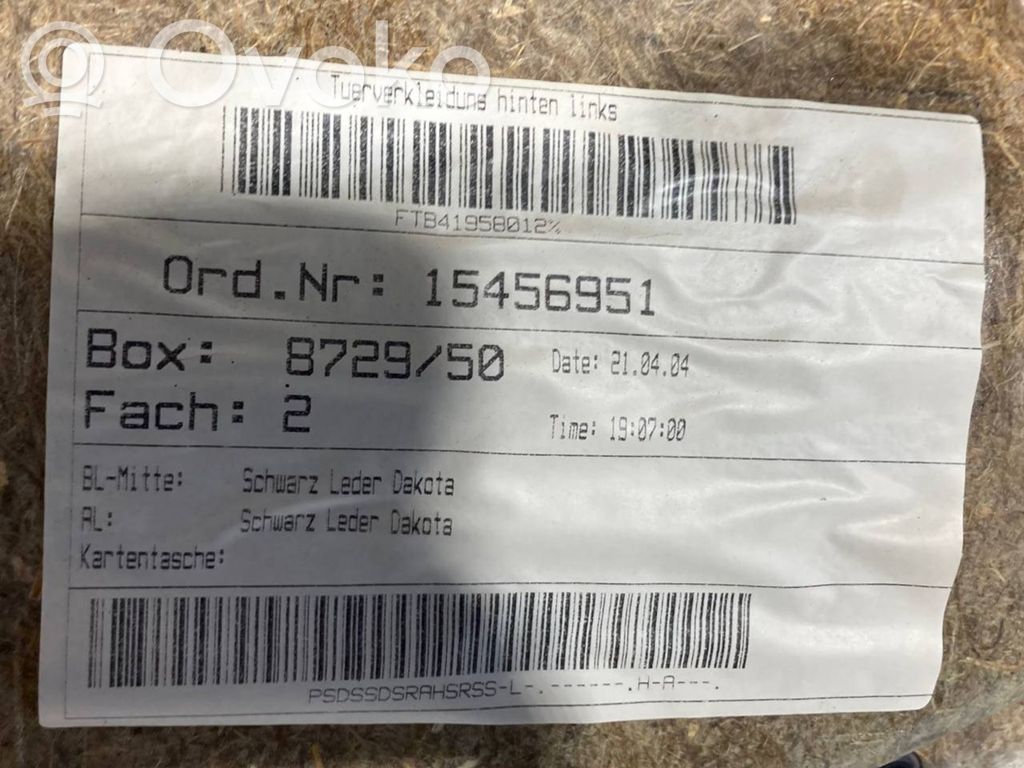 Ovoko
Tuerverkleidung hinten links
FTB41958012%
Ord.Nr: 15456951
Box: 8729/50
Date: 21.04.04
Fach: 2
Time: 19:07:00
BL-Mitte: Schwarz Leder Dakota
AL: Schwarz Leder Dakota
Kartentasche:
PSDSSDSRAHSRSS-L-.------.H-A---.